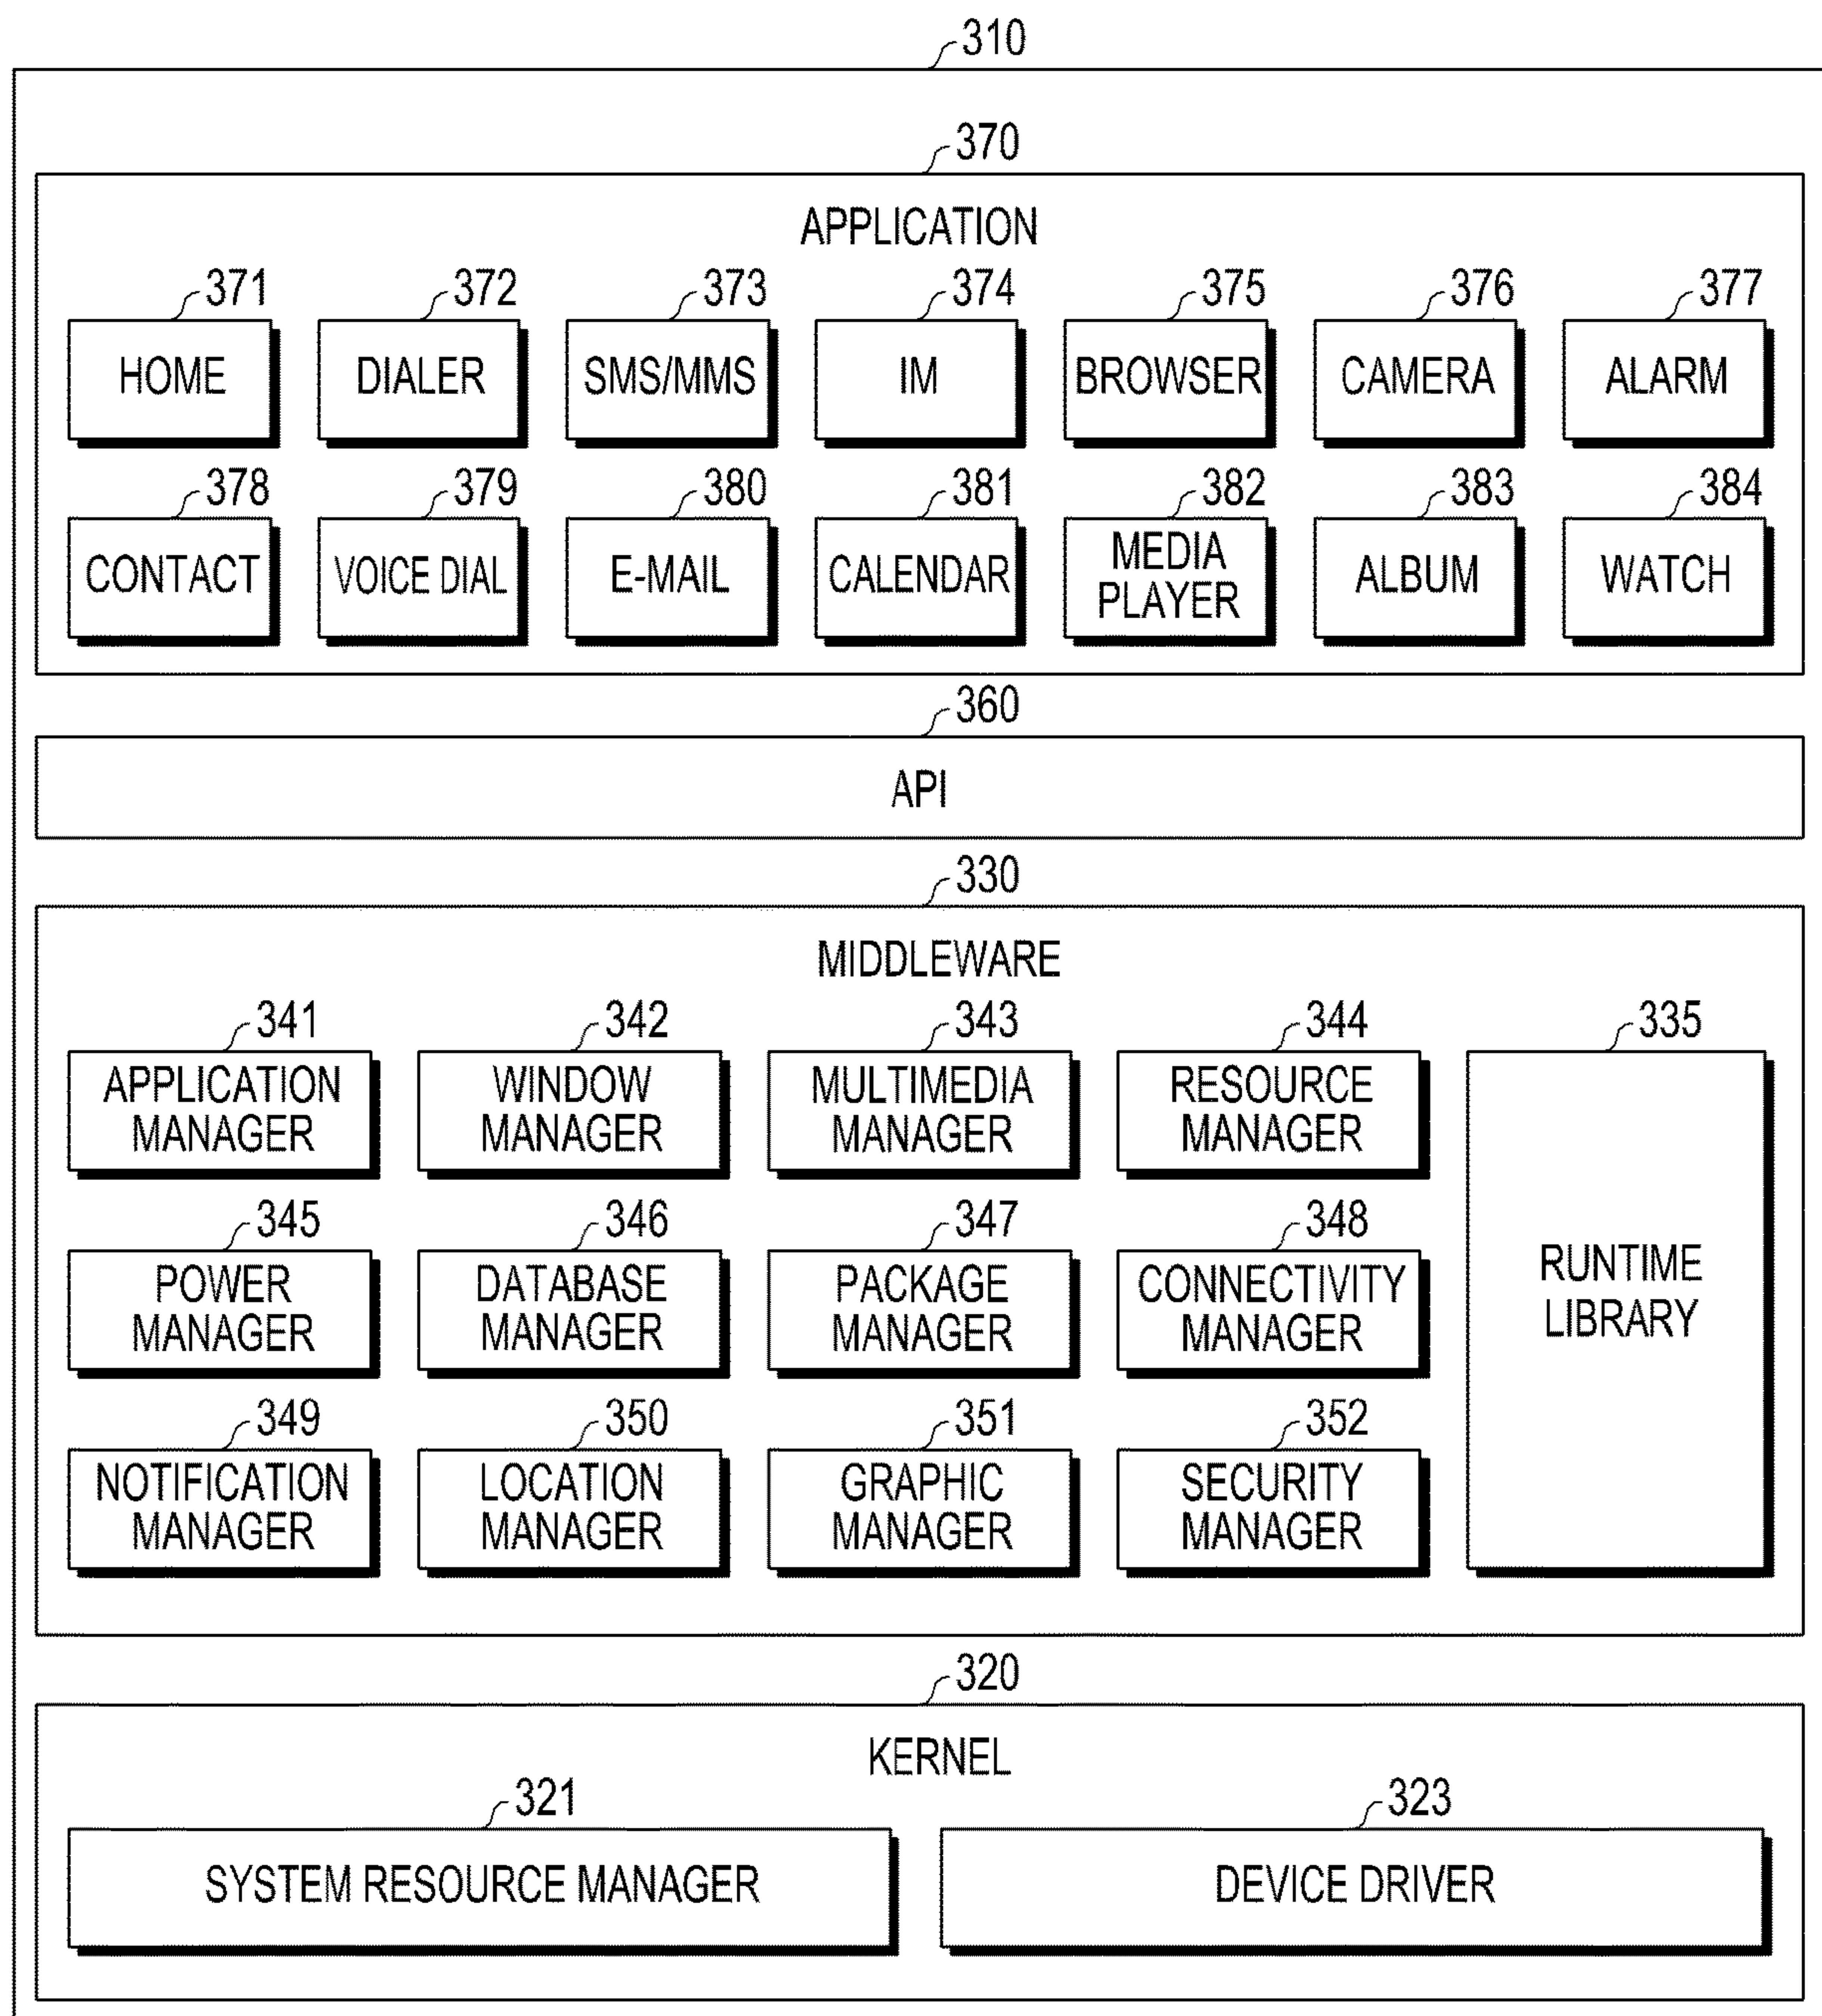 310
370
APPLICATION
371 372 373 374 375 376 377
HOME DIALER SMS/MMS IM BROWSER CAMERA ALARM
378 379 380 381 382 383 384
CONTACT VOICE DIAL E-MAIL CALENDAR MEDIA PLAYER ALBUM WATCH
360
API
330
MIDDLEWARE
341 342 343 344 335
APPLICATION WINDOW MULTIMEDIA RESOURCE
MANAGER MANAGER MANAGER MANAGER
345 346 347 348
POWER DATABASE PACKAGE CONNECTIVITY RUNTIME
MANAGER MANAGER MANAGER MANAGER LIBRARY
349 350 351 352
NOTIFICATION LOCATION GRAPHIC SECURITY
MANAGER MANAGER MANAGER MANAGER
320
KERNEL
321 323
SYSTEM RESOURCE MANAGER DEVICE DRIVER